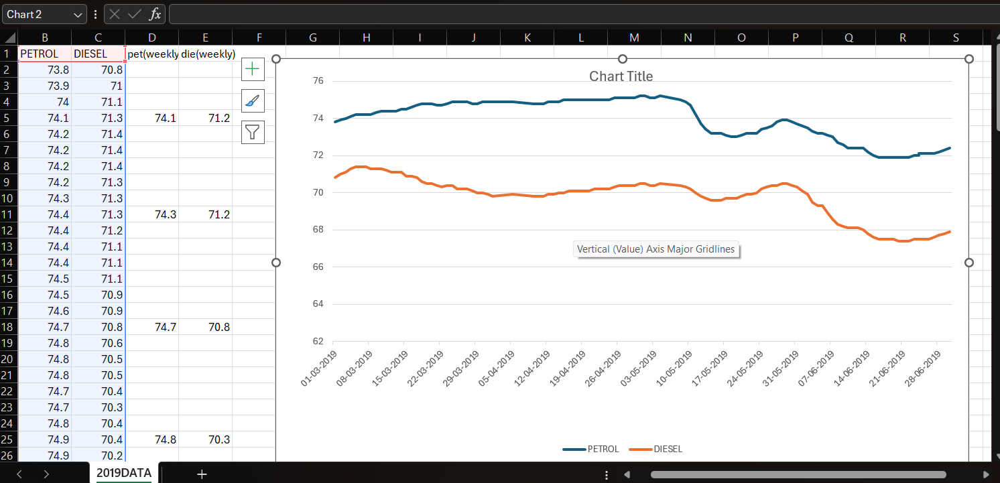 Chart 2
fx
B C D E F G H I J K L M N O P Q R S
1 PETROL DIESEL pet(weekly die(weekly)
2 73.8 70.8
3 73.9 71
4 74 71.1
5 74.1 71.3 74.1 71.2
6 74.2 71.4
7 74.2 71.4
8 74.2 71.4
9 74.2 71.3
10 74.3 71.3
11 74.4 71.3 74.3 71.2
12 74.4 71.2
13 74.4 71.1
14 74.4 71.1
15 74.5 71.1
16 74.5 70.9
17 74.6 70.9
18 74.7 70.8 74.7 70.8
19 74.8 70.6
20 74.8 70.5
21 74.8 70.5
22 74.7 70.4
23 74.7 70.3
24 74.8 70.4
25 74.9 70.4 74.8 70.3
26 74.9 70.2
Chart Title
76
74
72
70
68
66
64
62
Vertical (Value) Axis Major Gridlines
01-03-2019 08-03-2019 15-03-2019 22-03-2019 29-03-2019 05-04-2019 12-04-2019 19-04-2019 26-04-2019 03-05-2019 10-05-2019 17-05-2019 24-05-2019 31-05-2019 07-06-2019 14-06-2019 21-06-2019 28-06-2019
PETROL DIESEL
2019DATA